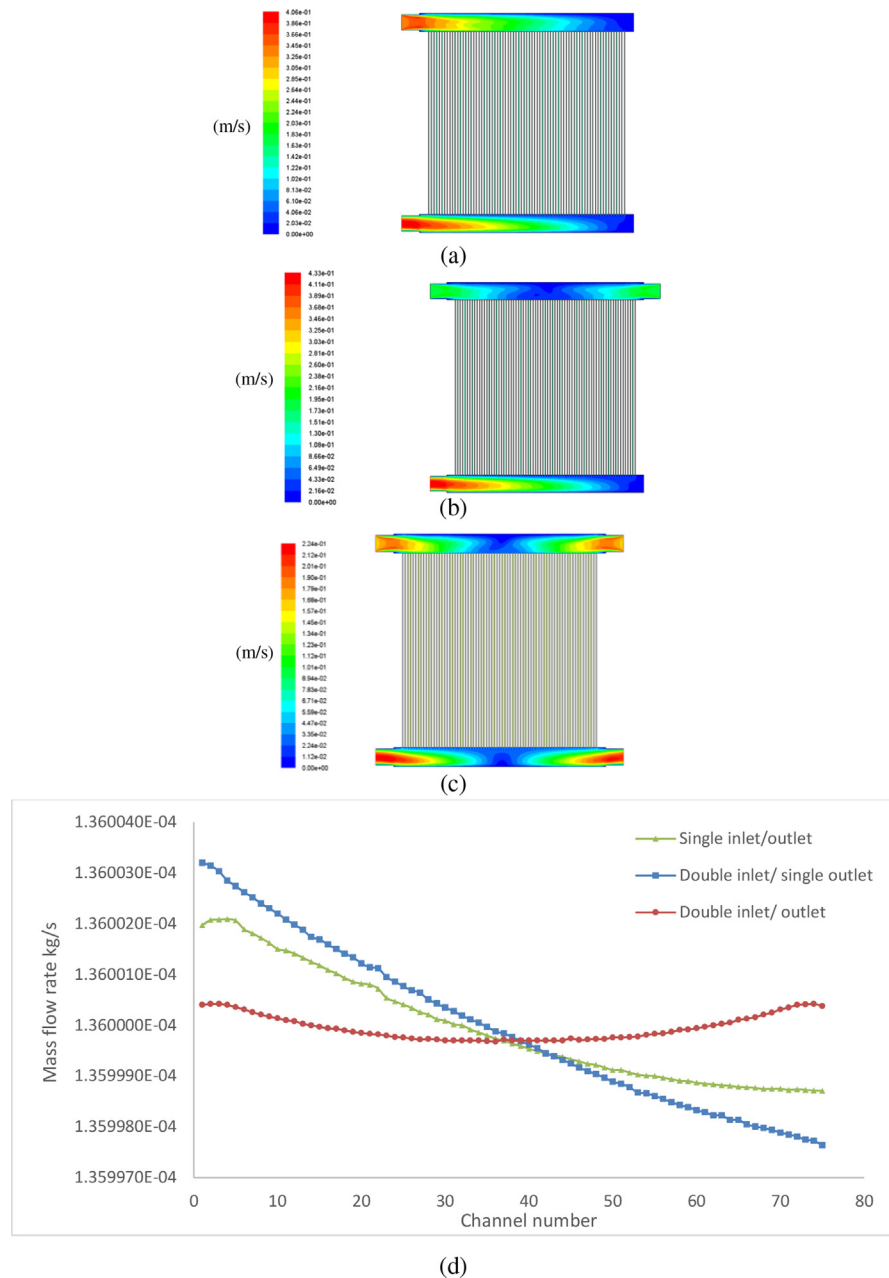 4.06e-01
3.86e-01
3.66e-01
3.45e-01
3.25e-01
3.05e-01
2.85e-01
2.64e-01
2.44e-01
2.24e-01
2.03e-01
1.83e-01
1.63e-01
1.42e-01
1.22e-01
1.02e-01
8.13e-02
6.10e-02
4.06e-02
2.03e-02
0.00e+00
(m/s)
(a)
4.33e-01
4.11e-01
3.89e-01
3.68e-01
3.46e-01
3.25e-01
3.03e-01
2.81e-01
2.60e-01
2.38e-01
2.16e-01
1.95e-01
1.73e-01
1.51e-01
1.30e-01
1.08e-01
8.66e-02
6.49e-02
4.33e-02
2.16e-02
0.00e+00
(m/s)
(b)
2.24e-01
2.12e-01
2.01e-01
1.90e-01
1.79e-01
1.68e-01
1.57e-01
1.45e-01
1.34e-01
1.23e-01
1.12e-01
1.01e-01
8.94e-02
7.83e-02
6.71e-02
5.59e-02
4.47e-02
3.35e-02
2.24e-02
1.12e-02
0.00e+00
(m/s)
(c)
1.360040E-04
1.360030E-04
1.360020E-04
1.360010E-04
1.360000E-04
1.359990E-04
1.359980E-04
1.359970E-04
Mass flow rate kg/s
Single inlet/outlet
Double inlet/ single outlet
Double inlet/ outlet
0 10 20 30 40 50 60 70 80
Channel number
(d)